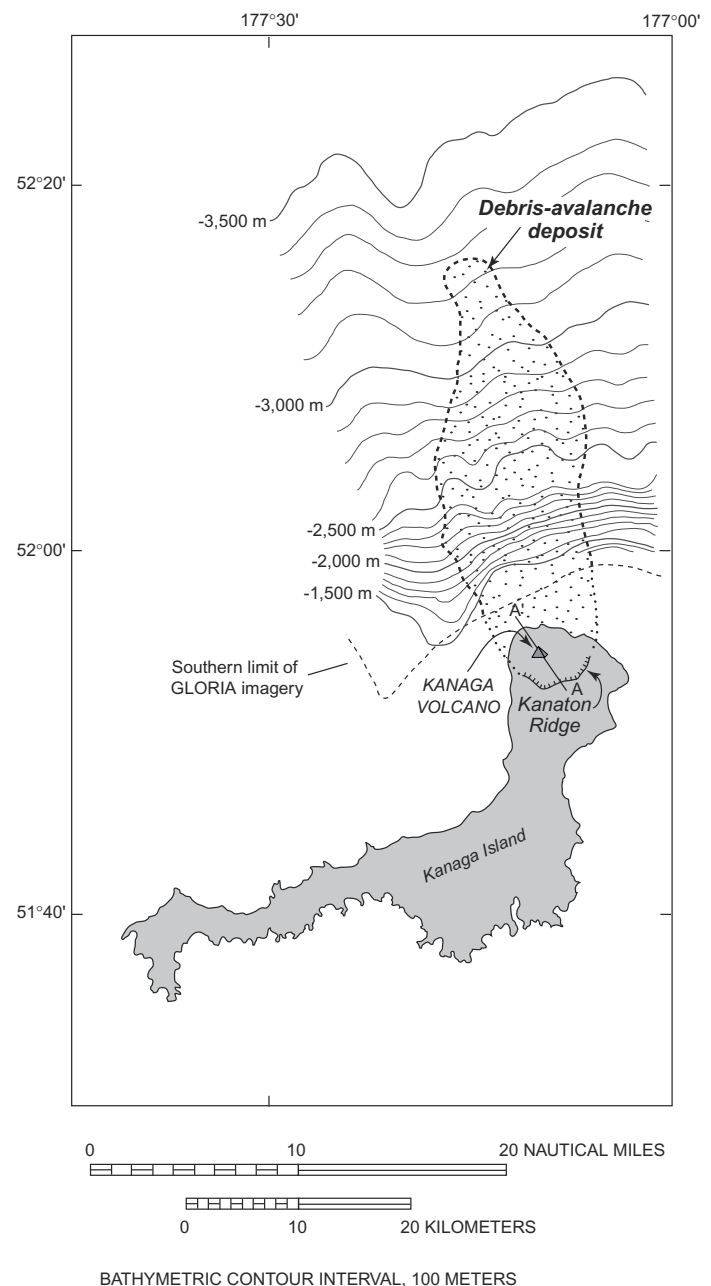 177°30'
177°00'
52°20'
-3,500 m
Debris-avalanche
deposit
-3,000 m
-2,500 m
52°00'
-2,000 m
-1,500 m
A
Southern limit of
GLORIA imagery
KANAGA
VOLCANO
A
Kanaton
Ridge
Kanaga Island
51°40'
0 10 20 NAUTICAL MILES
0 10 20 KILOMETERS
BATHYMETRIC CONTOUR INTERVAL, 100 METERS